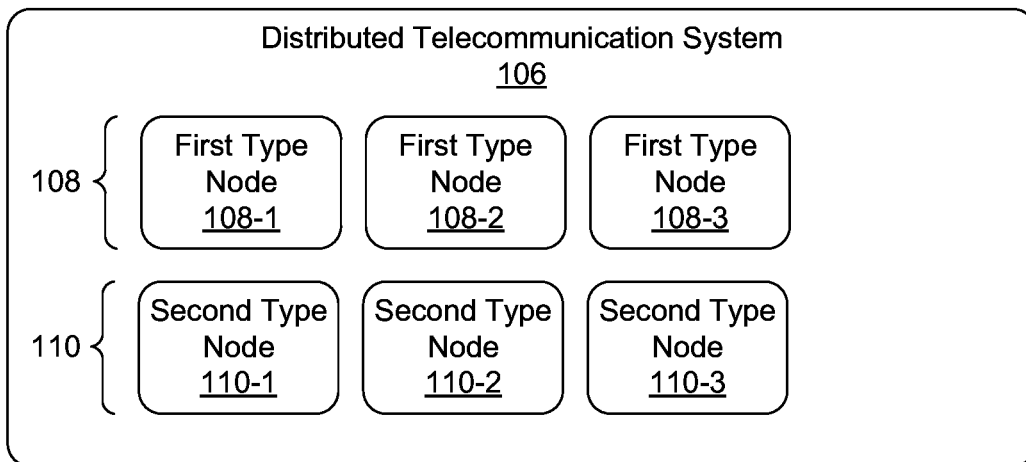 Distributed Telecommunication System
106
108
First Type
Node
108-1
First Type
Node
108-2
First Type
Node
108-3
110
Second Type
Node
110-1
Second Type
Node
110-2
Second Type
Node
110-3